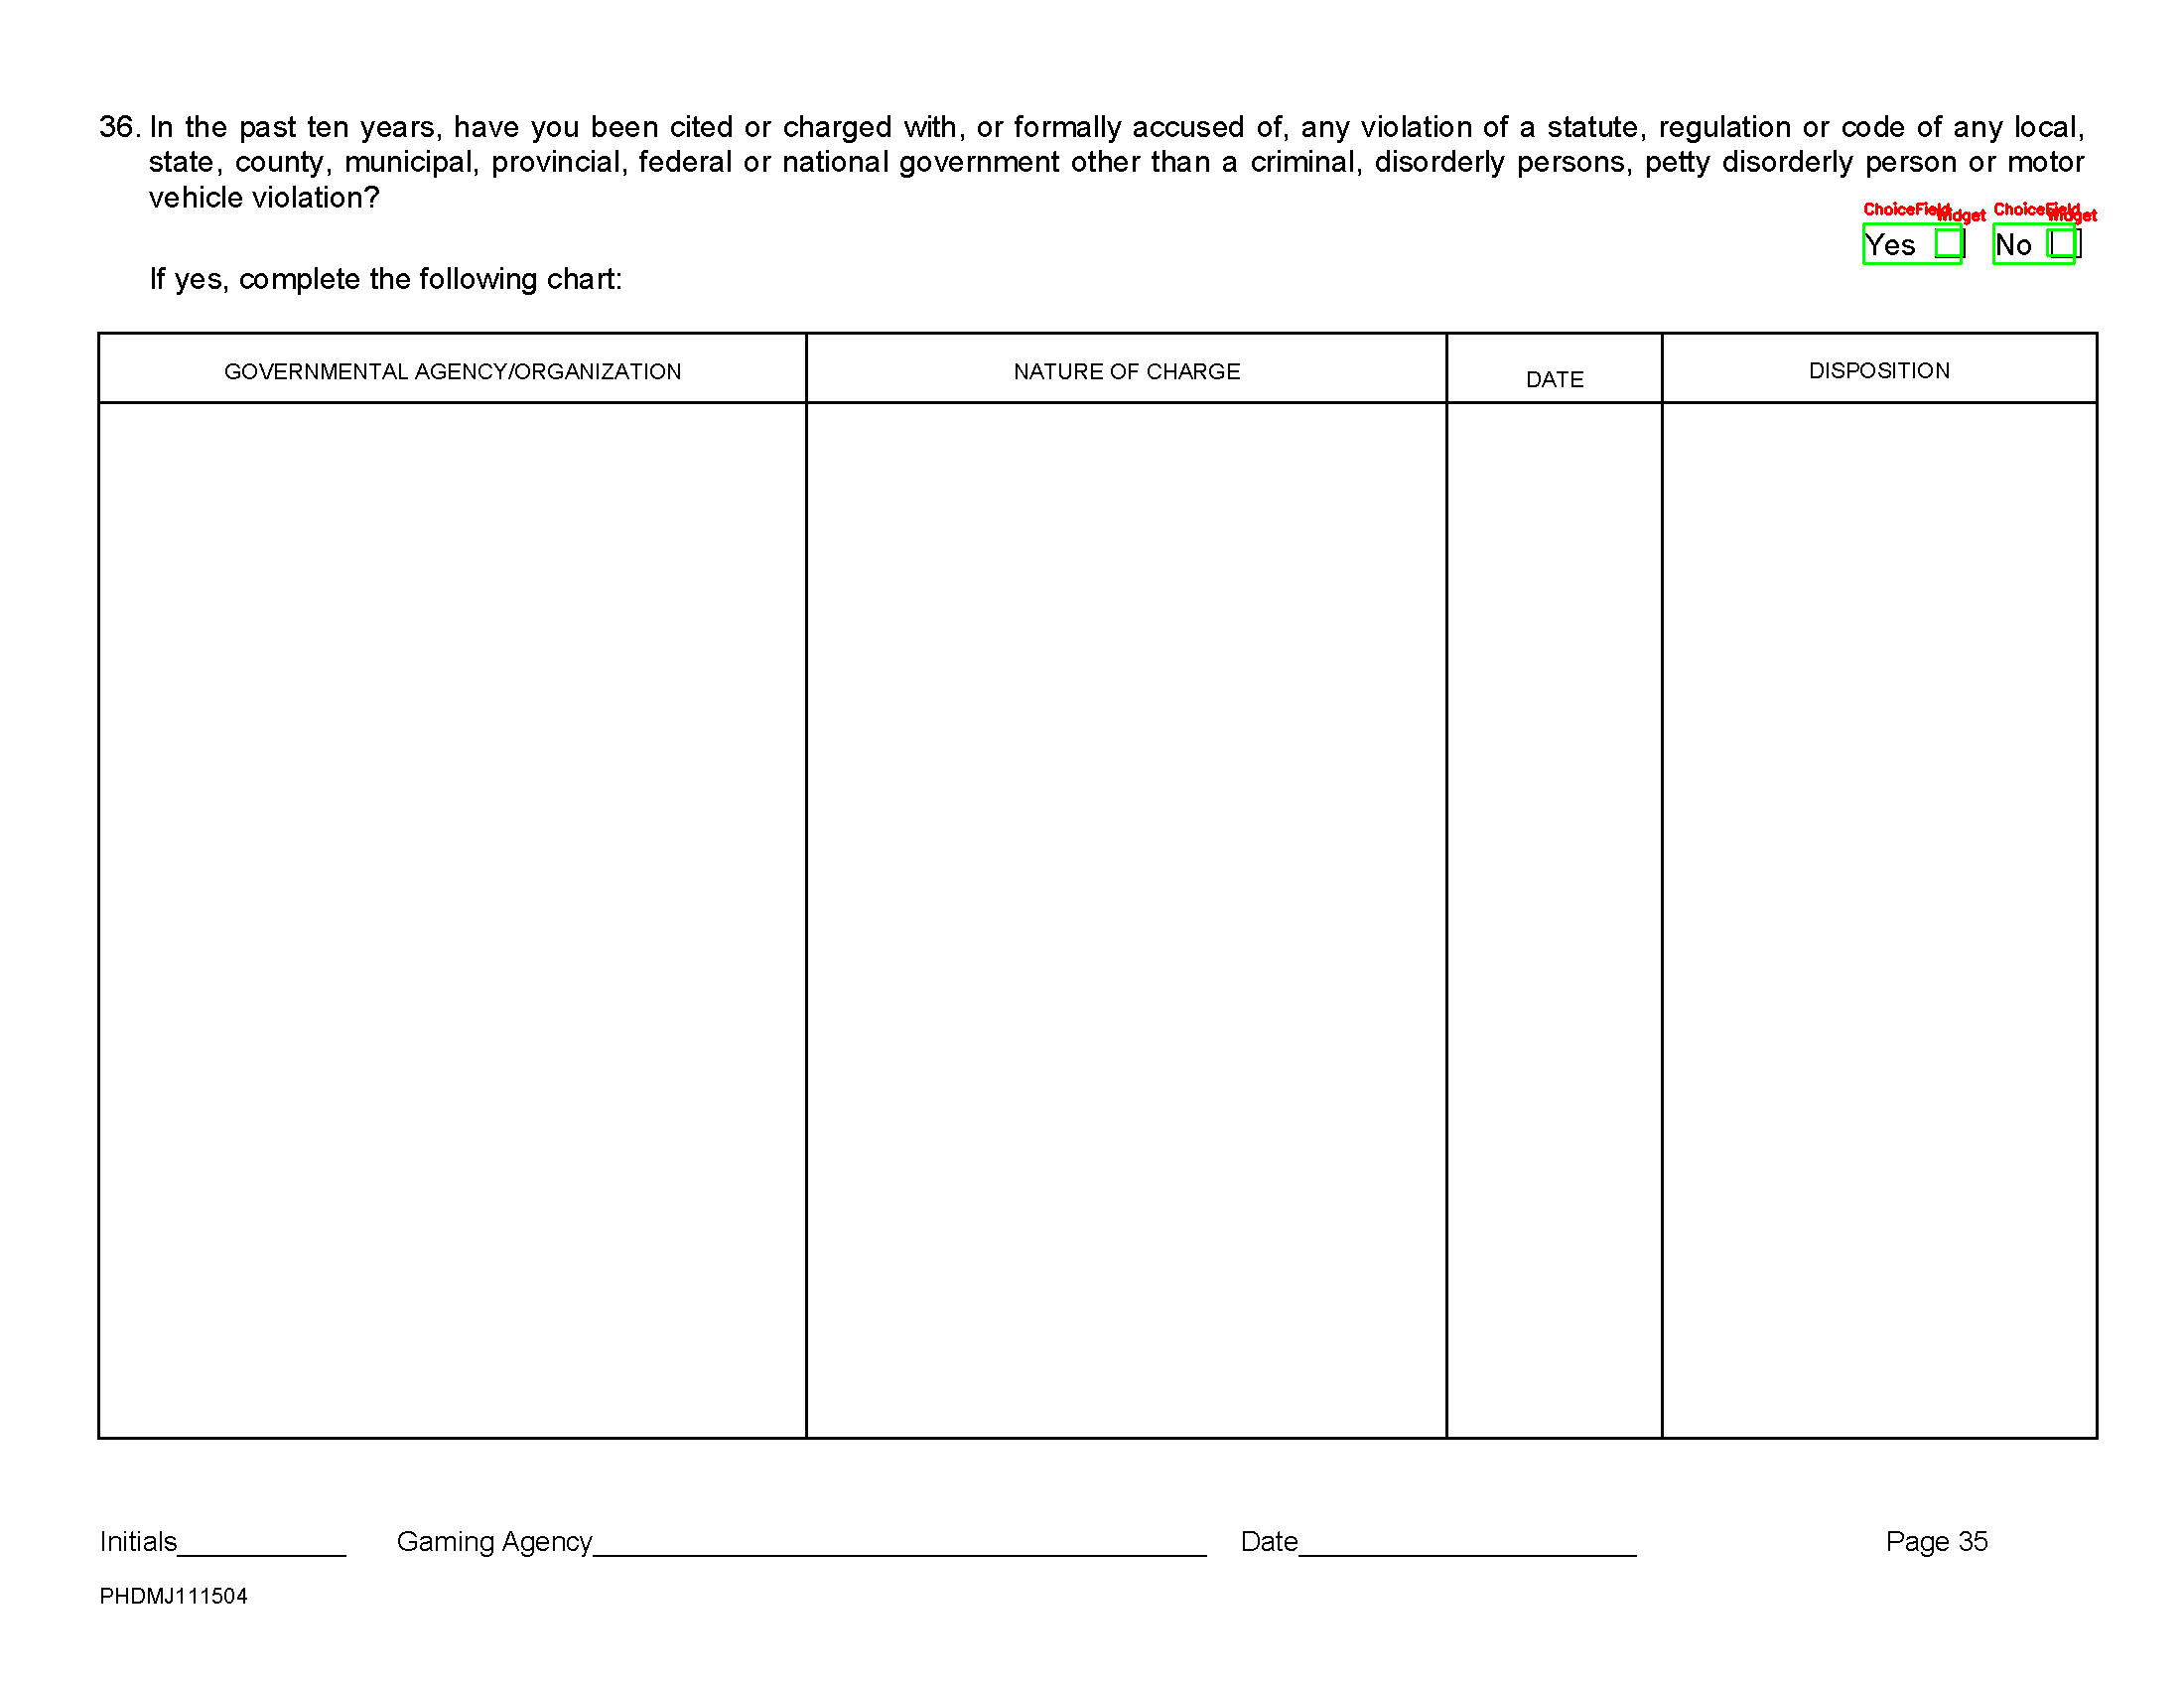 36. In the past ten years, have you been cited or charged with, or formally accused of, any violation of a statute, regulation or code of any local,
state, county, municipal, provincial, federal or national government other than a criminal, disorderly persons, petty disorderly person or motor
vehicle violation?
ChoiceField Widget ChoiceField Widget
Yes No
If yes, complete the following chart:
GOVERNMENTAL AGENCY/ORGANIZATION NATURE OF CHARGE DATE DISPOSITION
Initials___________ Gaming Agency________________________________________ Date______________________ Page 35
PHDMJ111504